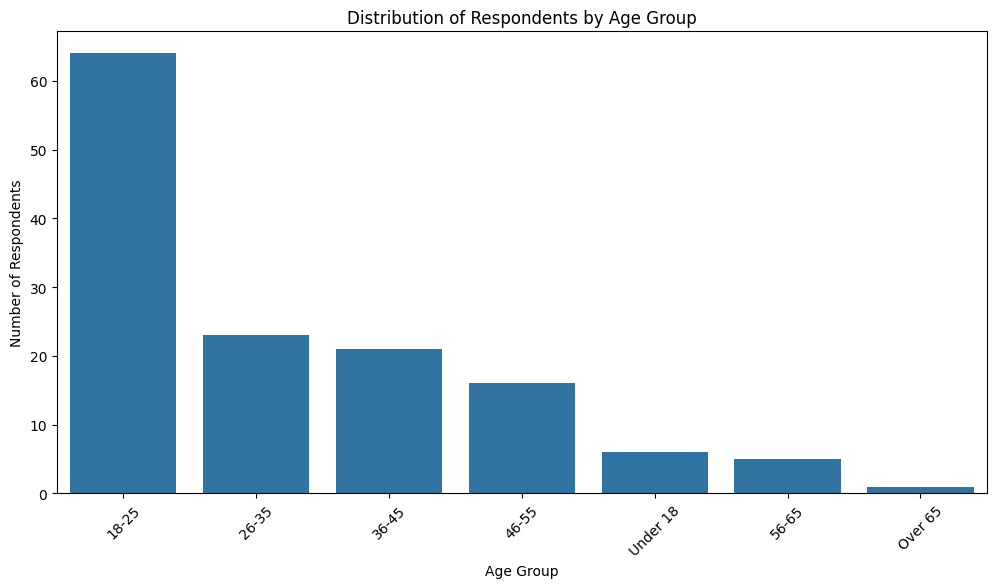 Distribution of Respondents by Age Group
Number of Respondents
60
50
40
30
20
10
0
18-25
26-35
36-45
46-55
Under 18
56-65
Over 65
Age Group